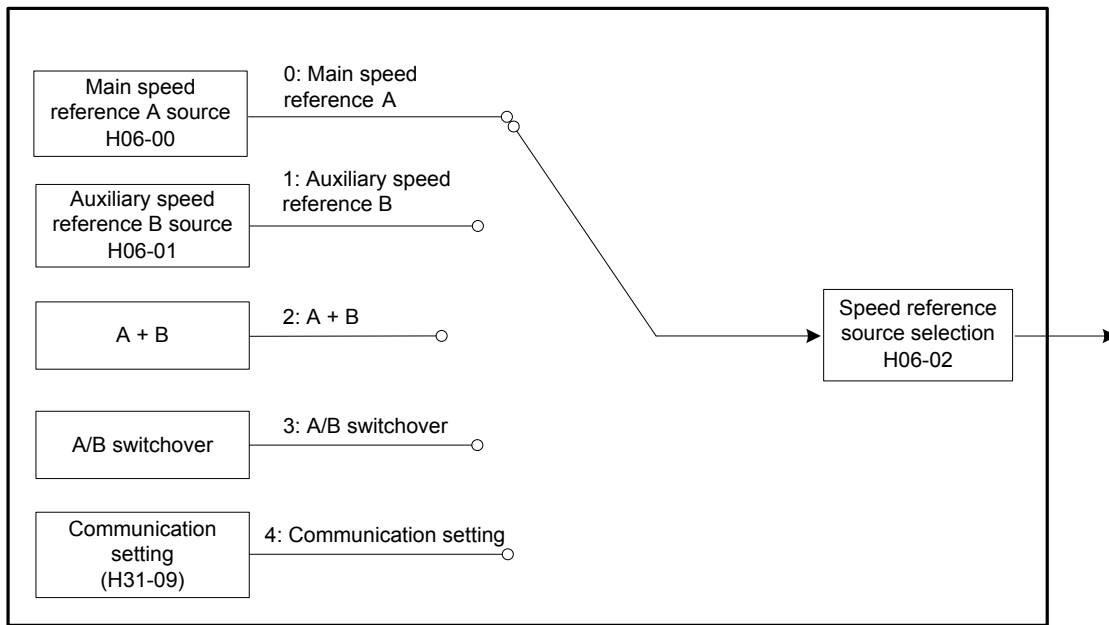 Main speed
reference A source
H06-00
0: Main speed
reference A
Auxiliary speed
reference B source
H06-01
1: Auxiliary speed
reference B
A + B
2: A + B
Speed reference
source selection
H06-02
A/B switchover
3: A/B switchover
Communication
setting
(H31-09)
4: Communication setting